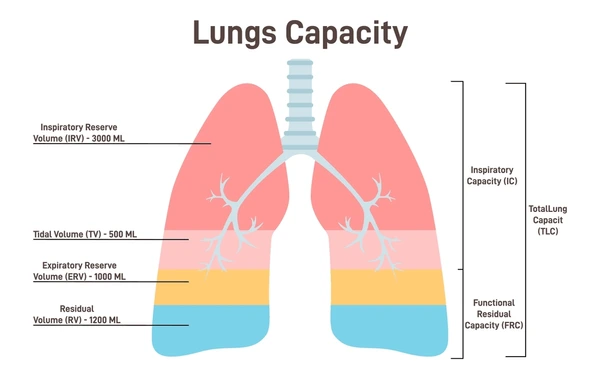 Lungs Capacity
Inspiratory Reserve
Volume (IRV) - 3000 ML
Tidal Volume (TV) - 500 ML
Expiratory Reserve
Volume (ERV) - 1000 ML
Residual
Volume (RV) - 1200 ML
Inspiratory
Capacity (IC)
Functional
Residual
Capacity (FRC)
TotalLung
Capacit
(TLC)